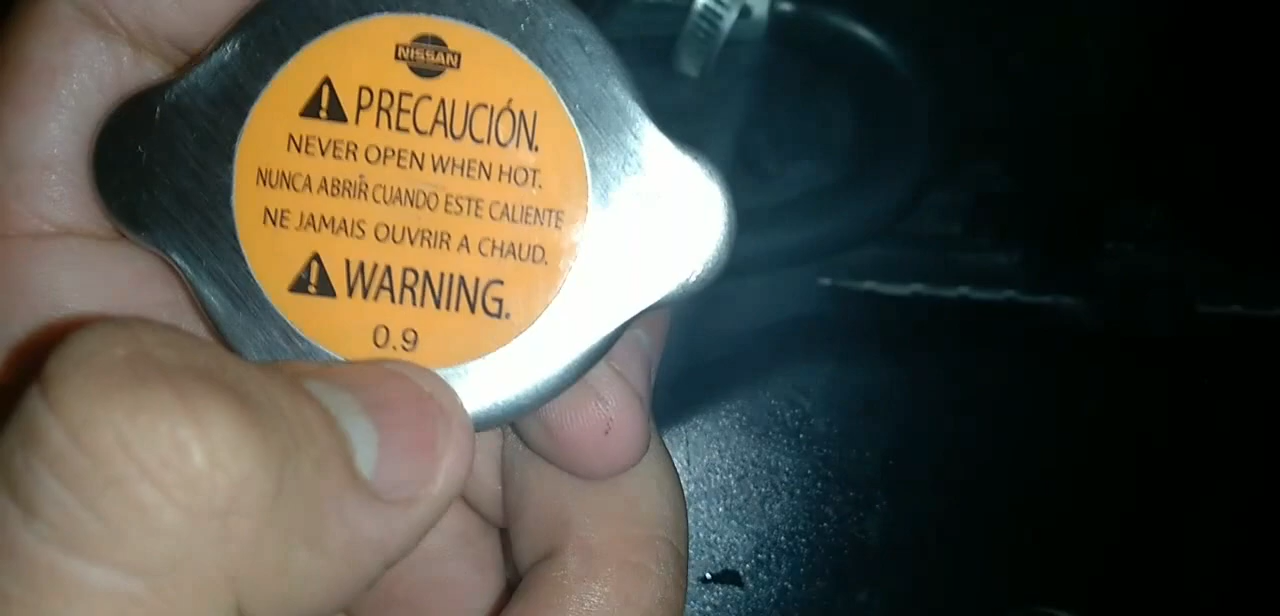 NISSAN
PRECAUCIÓN.
NEVER OPEN WHEN HOT.
NUNCA ABRIR CUANDO ESTE CALIENTE
NE JAMAIS OUVRIR A CHAUD.
WARNING.
0.9